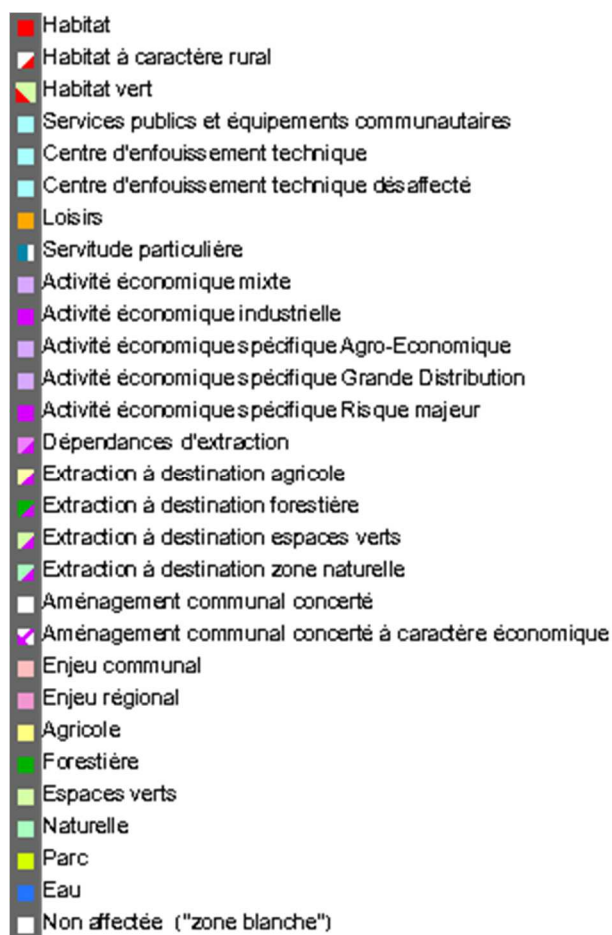 Habitat
Habitat à caractère rural
Habitat vert
Services publics et équipements communautaires
Centre d'enfouissement technique
Centre d'enfouissement technique désaffecté
Loisirs
Servitude particulière
Activité économique mixte
Activité économique industrielle
Activité économique spécifique Agro-Economique
Activité économique spécifique Grande Distribution
Activité économique spécifique Risque majeur
Dépendances d'extraction
Extraction à destination agricole
Extraction à destination forestière
Extraction à destination espaces verts
Extraction à destination zone naturelle
Aménagement communal concerté
Aménagement communal concerté à caractère économique
Enjeu communal
Enjeu régional
Agricole
Forestière
Espaces verts
Naturelle
Parc
Eau
Non affectée ("zone blanche")